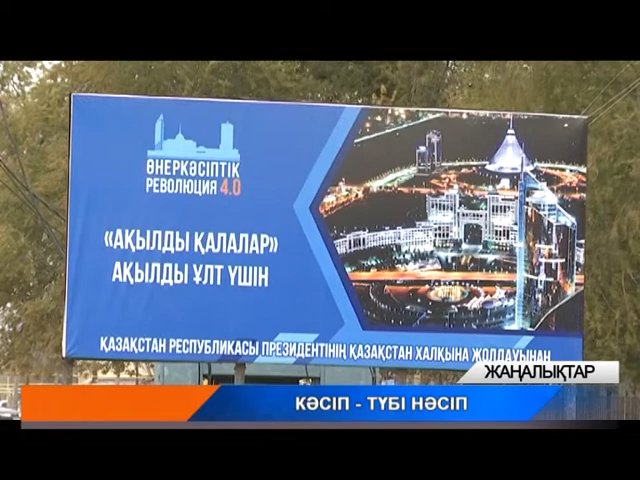 ӨНЕРКӘСІПТІК
РЕВОЛЮЦИЯ 4.0
«АҚЫЛДЫ ҚАЛАЛАР»
АҚЫЛДЫ ҰЛТ ҮШІН
ҚАЗАҚСТАН РЕСПУБЛИКАСЫ ПРЕЗИДЕНТІНІҢ ҚАЗАҚСТАН ХАЛҚЫНА ЖОЛДАУЫНАН
ЖАҢАЛЫҚТАР
КӘСІП - ТҮБІ НӘСІП